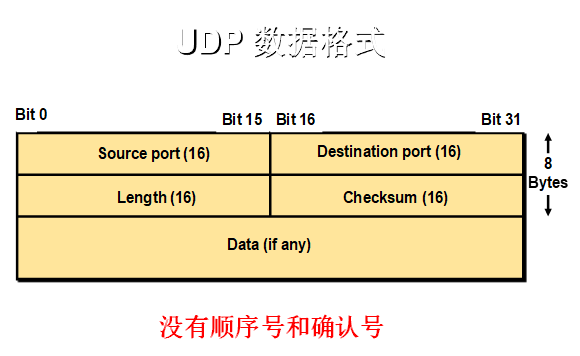 UDP 数据格式
Bit 0 Bit 15 Bit 16 Bit 31
Source port (16) Destination port (16)
8
Bytes
Length (16) Checksum (16)
Data (if any)
没有顺序号和确认号